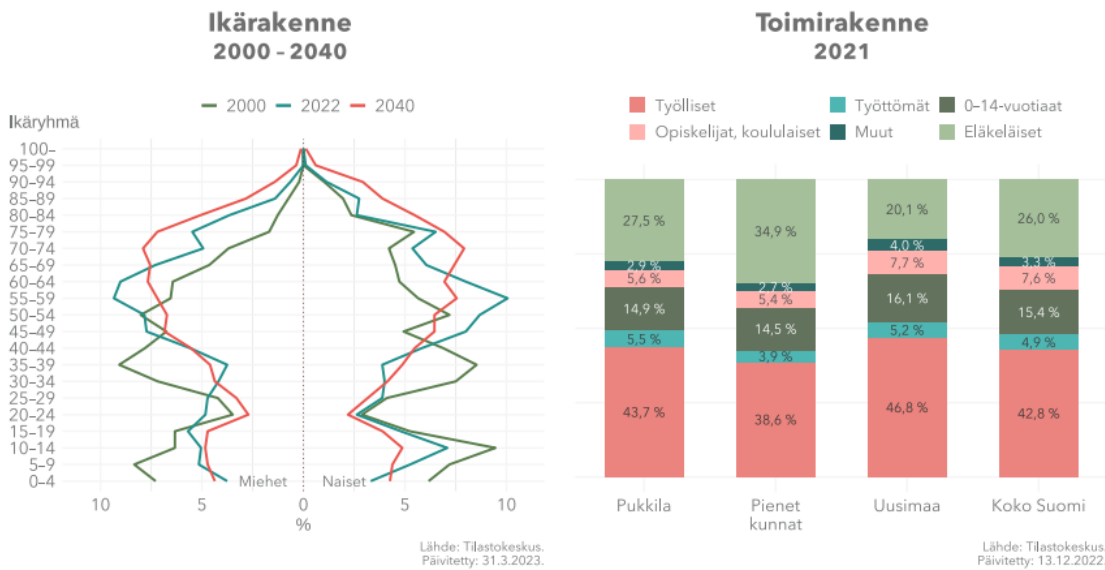 Ikärakenne
2000 – 2040
2000 2022 2040
Ikäryhmä
100–
95–99
90–94
85–89
80–84
75–79
70–74
65–69
60–64
55–59
50–54
45–49
40–44
35–39
30–34
25–29
20–24
15–19
10–14
5–9
0–4
Miehet Naiset
10 5 0 5 10
%
Lähde: Tilastokeskus.
Päivitetty: 31.3.2023.
Toimirakenne
2021
Työlliset Työttömät 0–14-vuotiaat
Opiskelijat, koululaiset Muut Eläkeläiset
27,5 % 34,9 % 20,1 % 26,0 %
2,9 % 2,7 % 4,0 % 3,3 %
5,6 % 5,4 % 7,7 % 7,6 %
14,9 % 14,5 % 16,1 % 15,4 %
5,5 % 3,9 % 5,2 % 4,9 %
43,7 % 38,6 % 46,8 % 42,8 %
Pukkila Pienet Uusimaa Koko Suomi
kunnat
Lähde: Tilastokeskus.
Päivitetty: 13.12.2022